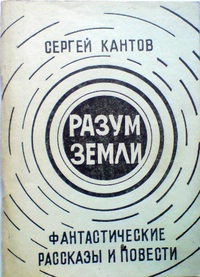 СЕРГЕЙ КАНТОВ
РАЗУМ
ЗЕМЛИ
ФАНТАСТИЧЕСКИЕ
РАССКАЗЫ И ПОВЕСТИ